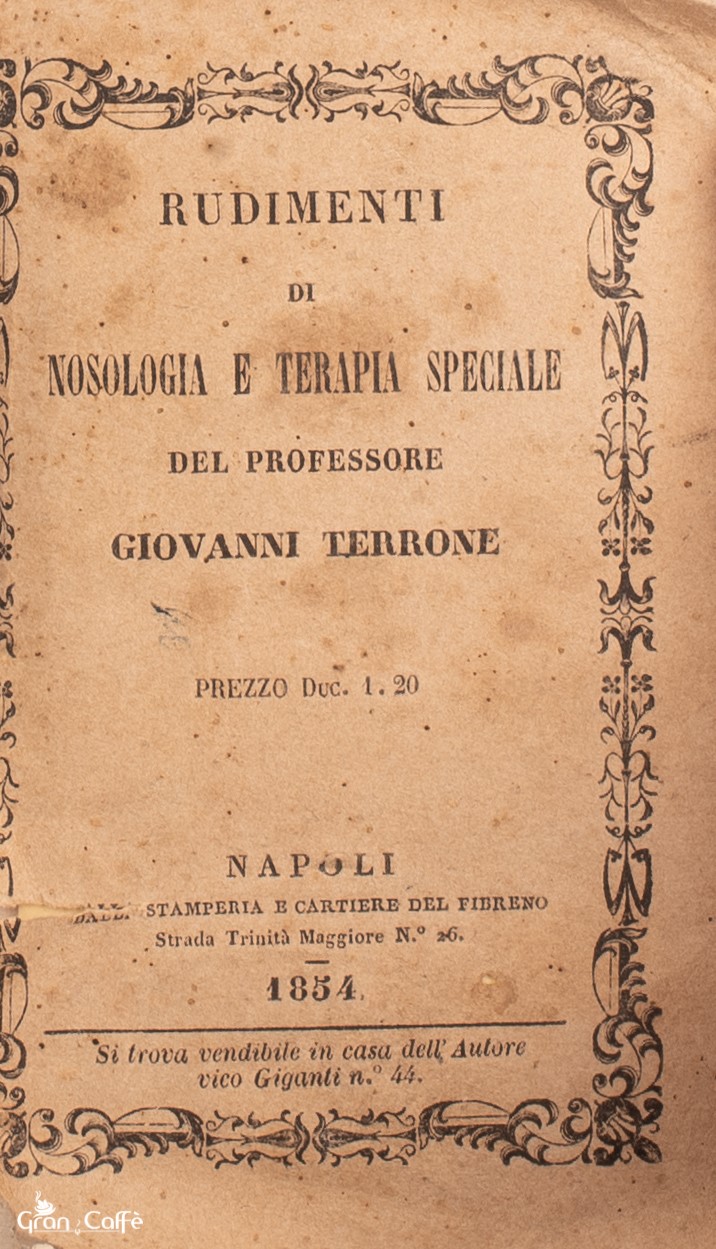 RUDIMENTI
DI
NOSOLOGIA E TERAPIA SPECIALE
DEL PROFESSORE
GIOVANNI TERRONE
PREZZO Duc. 1. 20
NAPOLI
STAMPERIA E CARTIERE DEL FIBRENO
Strada Trinità Maggiore N.º 26.
1854
Si trova vendibile in casa dell' Autore
vico Giganti n.º 44.
Gran Caffè